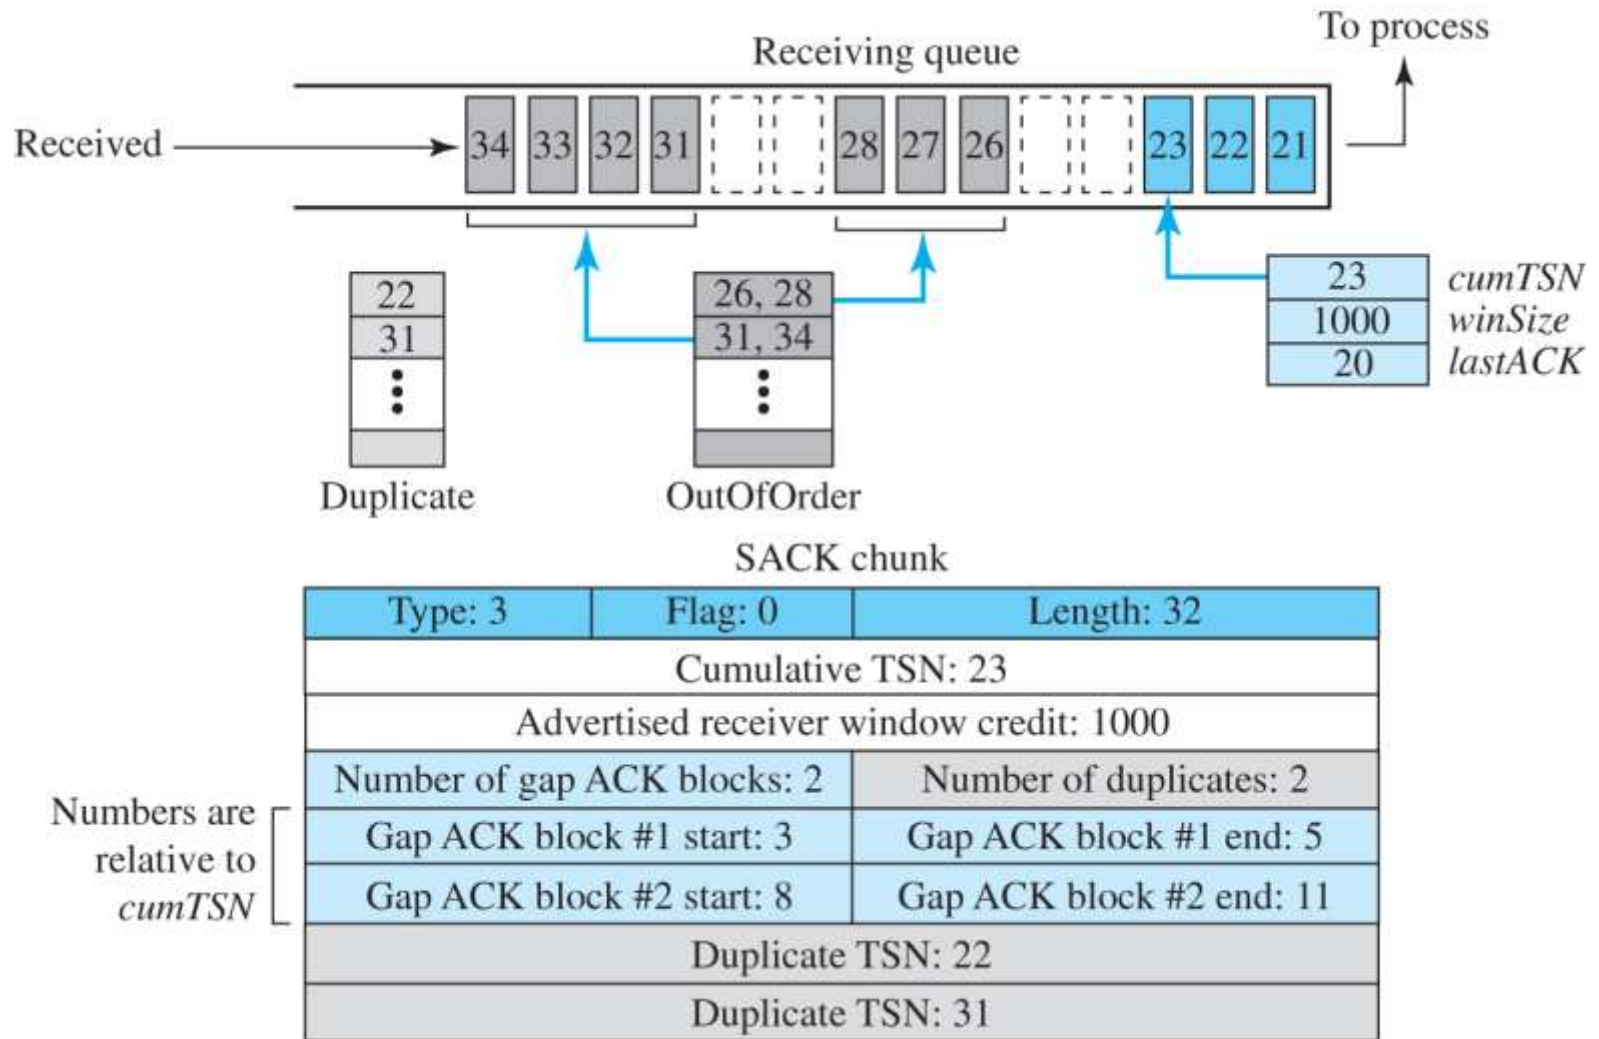 To process
Receiving queue
Received
34 33 32 31 28 27 26 23 22 21
22
31
Duplicate
26, 28
31, 34
OutOfOrder
23 cumTSN
1000 winSize
20 lastACK
SACK chunk
Type: 3 Flag: 0 Length: 32
Cumulative TSN: 23
Advertised receiver window credit: 1000
Number of gap ACK blocks: 2 Number of duplicates: 2
Numbers are
relative to
cumTSN
Gap ACK block #1 start: 3 Gap ACK block #1 end: 5
Gap ACK block #2 start: 8 Gap ACK block #2 end: 11
Duplicate TSN: 22
Duplicate TSN: 31